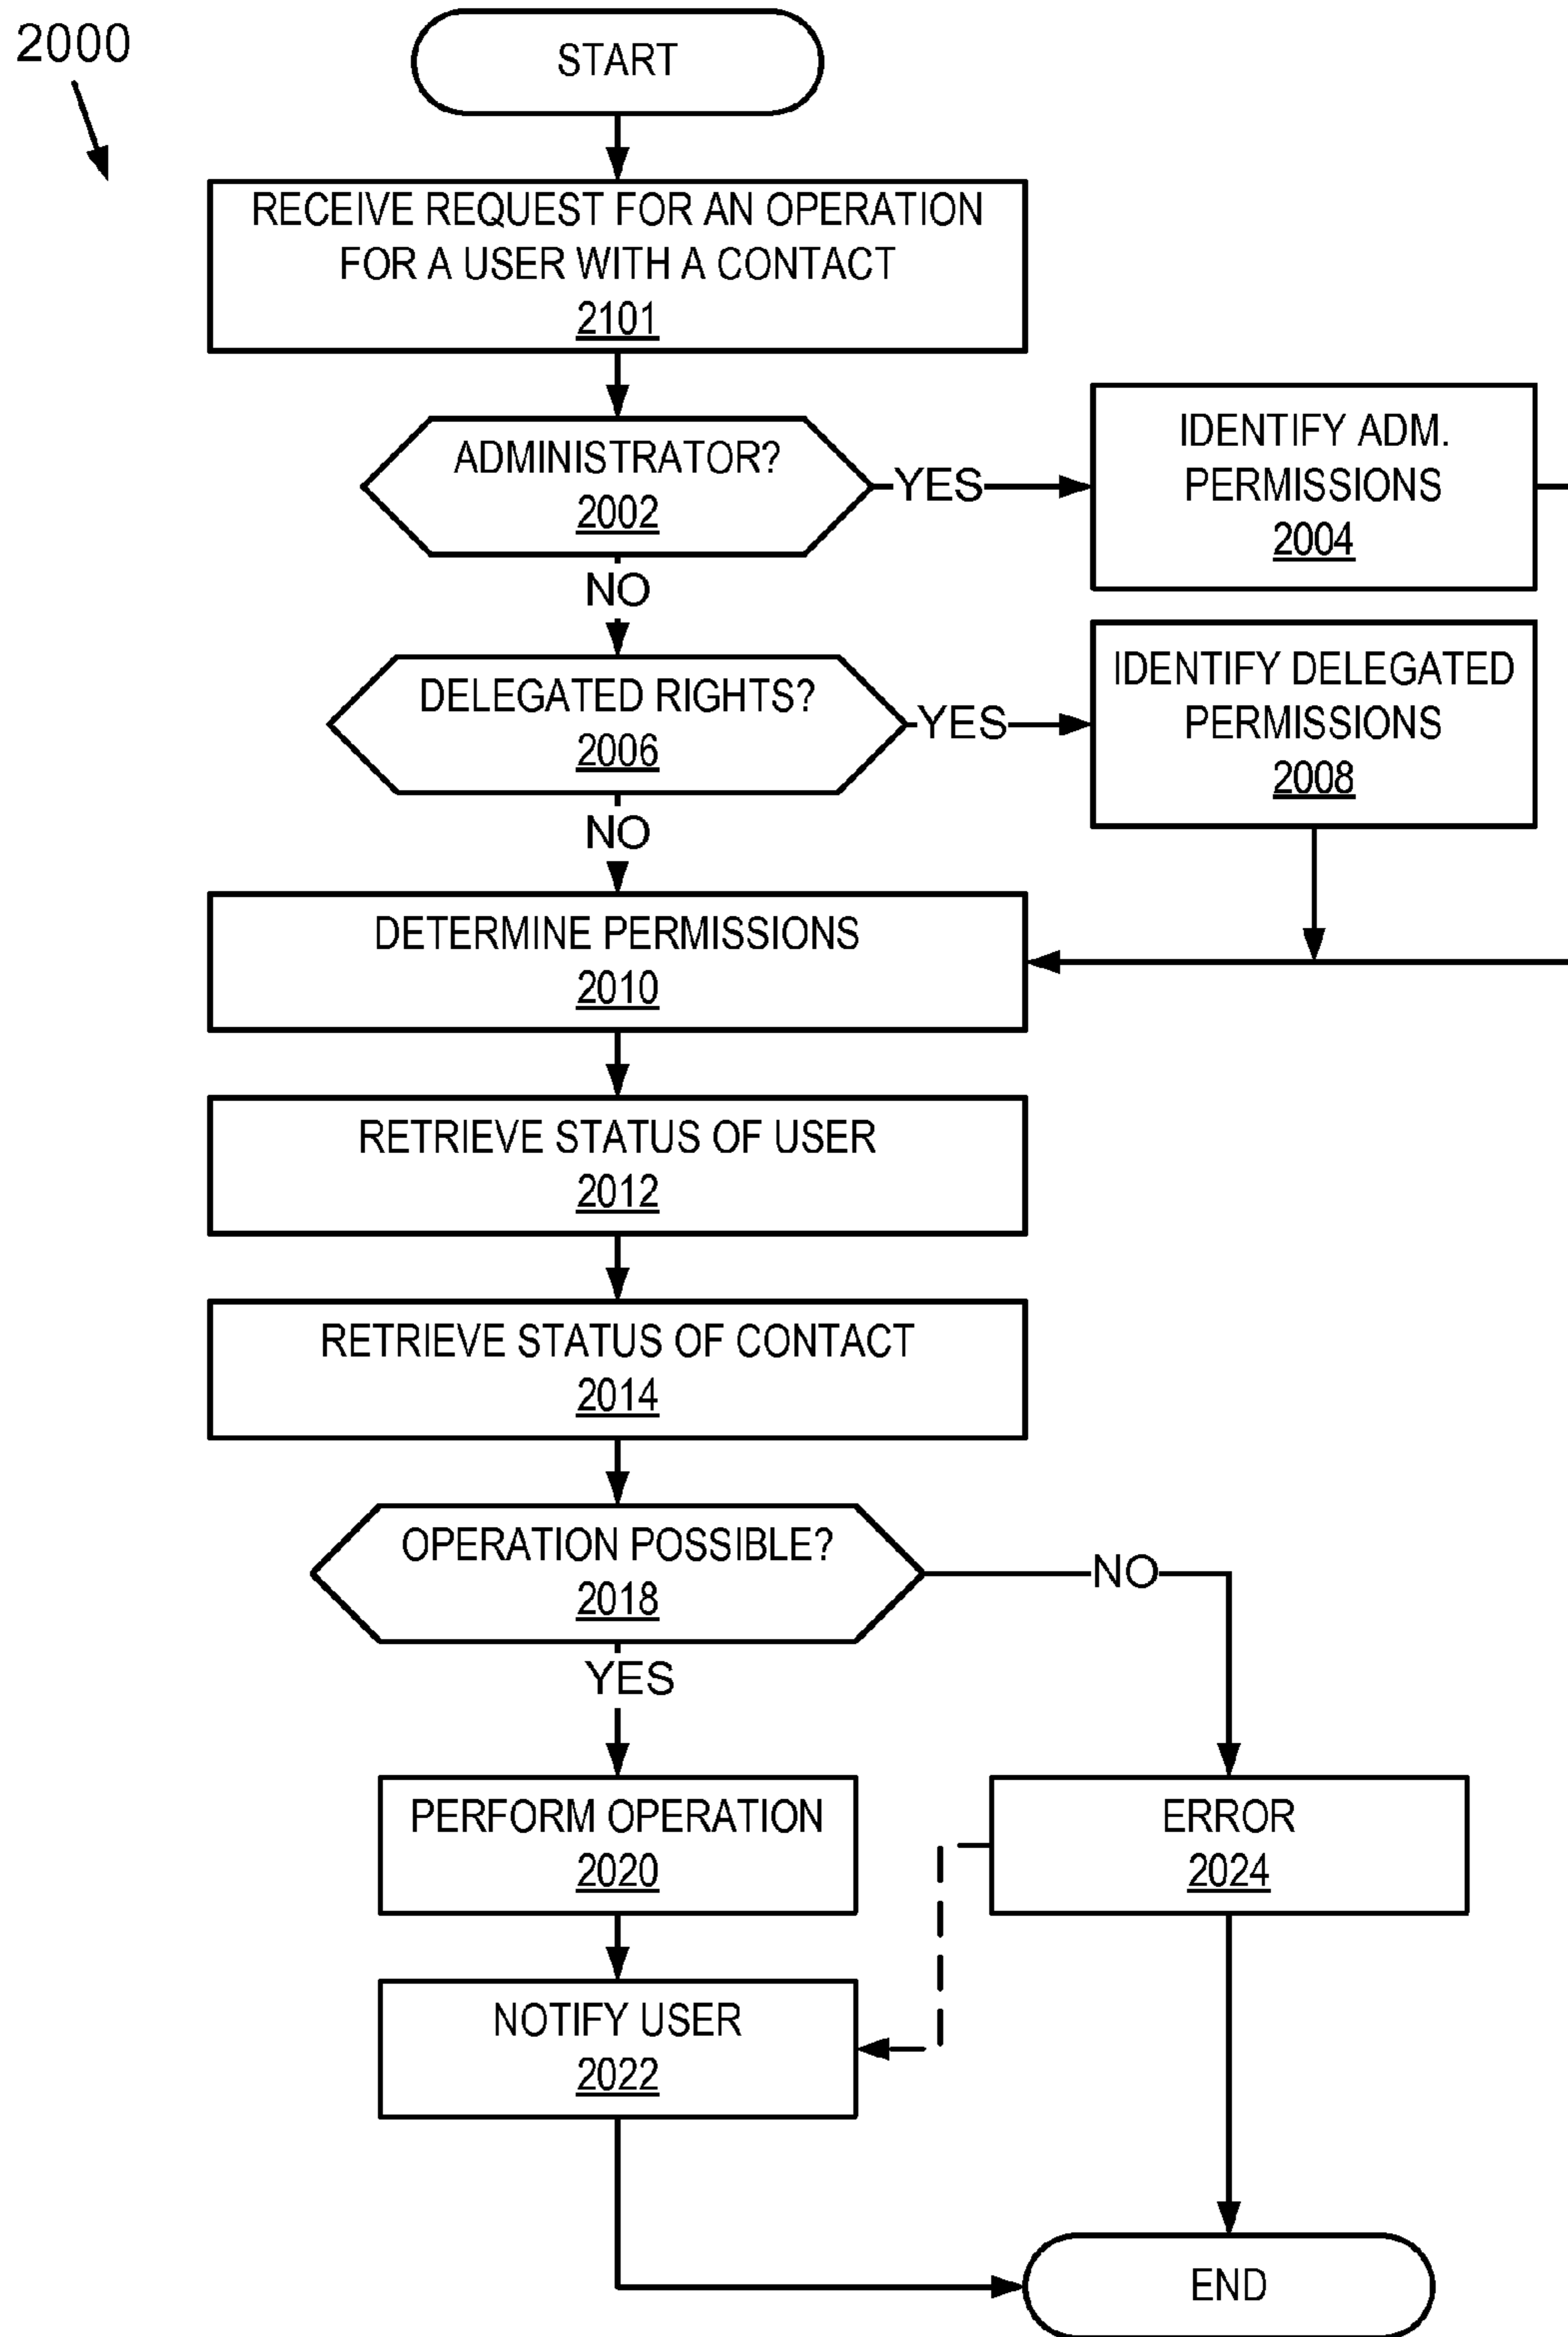 2000
START
RECEIVE REQUEST FOR AN OPERATION
FOR A USER WITH A CONTACT
2101
ADMINISTRATOR?
2002
YES
IDENTIFY ADM.
PERMISSIONS
2004
NO
DELEGATED RIGHTS?
2006
YES
IDENTIFY DELEGATED
PERMISSIONS
2008
NO
DETERMINE PERMISSIONS
2010
RETRIEVE STATUS OF USER
2012
RETRIEVE STATUS OF CONTACT
2014
OPERATION POSSIBLE?
2018
NO
YES
PERFORM OPERATION
2020
ERROR
2024
NOTIFY USER
2022
END